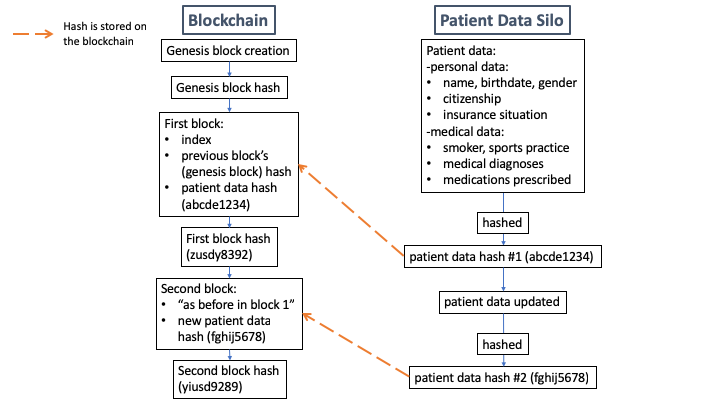 Hash is stored on
the blockchain
Blockchain
Genesis block creation
Genesis block hash
First block:
• index
• previous block's
(genesis block) hash
• patient data hash
(abcde1234)
First block hash
(zusdy8392)
Second block:
• "as before in block 1"
• new patient data
hash (fghij5678)
Second block hash
(yiusd9289)
Patient Data Silo
Patient data:
-personal data:
• name, birthdate, gender
• citizenship
• insurance situation
-medical data:
• smoker, sports practice
• medical diagnoses
• medications prescribed
hashed
patient data hash #1 (abcde1234)
patient data updated
hashed
patient data hash #2 (fghij5678)